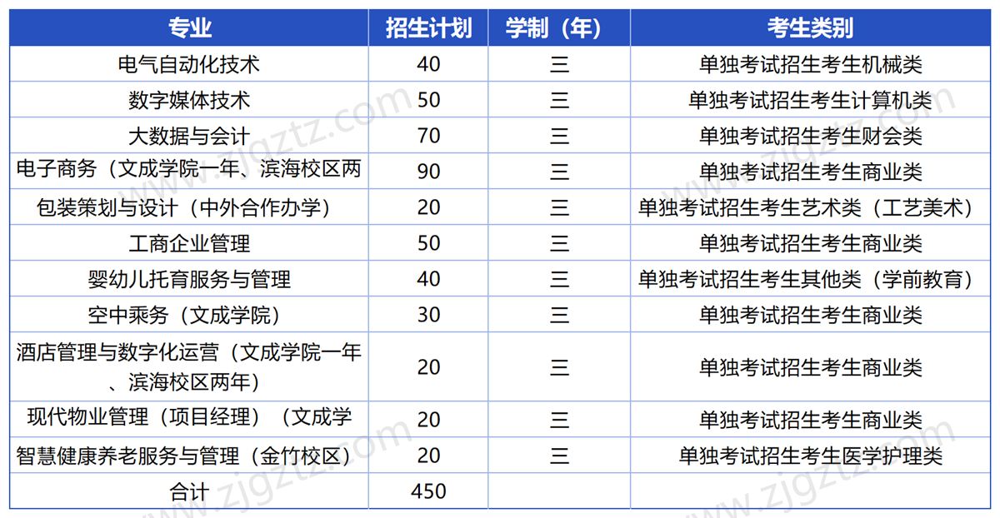 专业 招生计划 学制（年） 考生类别
电气自动化技术 40 三 单独考试招生考生机械类
数字媒体技术 50 三 单独考试招生考生计算机类
大数据与会计 70 三 单独考试招生考生财会类
电子商务（文成学院一年、滨海校区两 90 三 单独考试招生考生商业类
包装策划与设计（中外合作办学） 20 三 单独考试招生考生艺术类（工艺美术）
工商企业管理 50 三 单独考试招生考生商业类
婴幼儿托育服务与管理 40 三 单独考试招生考生其他类（学前教育）
空中乘务（文成学院） 30 三 单独考试招生考生商业类
酒店管理与数字化运营（文成学院一年
、滨海校区两年） 20 三 单独考试招生考生商业类
现代物业管理（项目经理）（文成学 20 三 单独考试招生考生商业类
智慧健康养老服务与管理（金竹校区） 20 三 单独考试招生考生医学护理类
合计 450
www.zjgztz.com
www.zjgztz.com
www.zjgztz.com
www.zjgztz.com